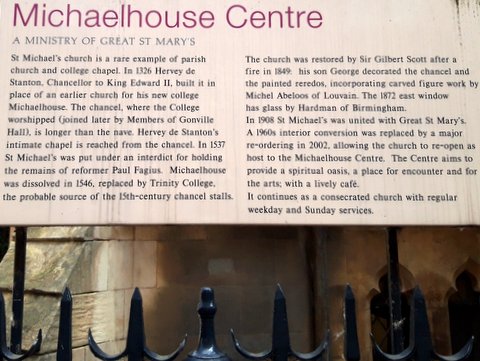 Michaelhouse Centre
A MINISTRY OF GREAT ST MARY'S
St Michael's church is a rare example of parish
church and college chapel. In 1326 Hervey de
Stanton, Chancellor to King Edward II, built it in
place of an earlier church for his new college
Michaelhouse. The chancel, where the College
worshipped (joined later by Members of Gonville
Hall), is longer than the nave. Hervey de Stanton's
intimate chapel is reached from the chancel. In 1537
St Michael's was put under an interdict for holding
the remains of reformer Paul Fagius. Michaelhouse
was dissolved in 1546, replaced by Trinity College,
the probable source of the 15th-century chancel stalls.
The church was restored by Sir Gilbert Scott after a
fire in 1849: his son George decorated the chancel and
the painted reredos, incorporating carved figure work by
Michel Abeloos of Louvain. The 1872 east window
has glass by Hardman of Birmingham.
In 1908 St Michael's was united with Great St Mary's.
A 1960s interior conversion was replaced by a major
re-ordering in 2002, allowing the church to re-open as
host to the Michaelhouse Centre. The Centre aims to
provide a spiritual oasis, a place for encounter and for
the arts; with a lively café.
It continues as a consecrated church with regular
weekday and Sunday services.